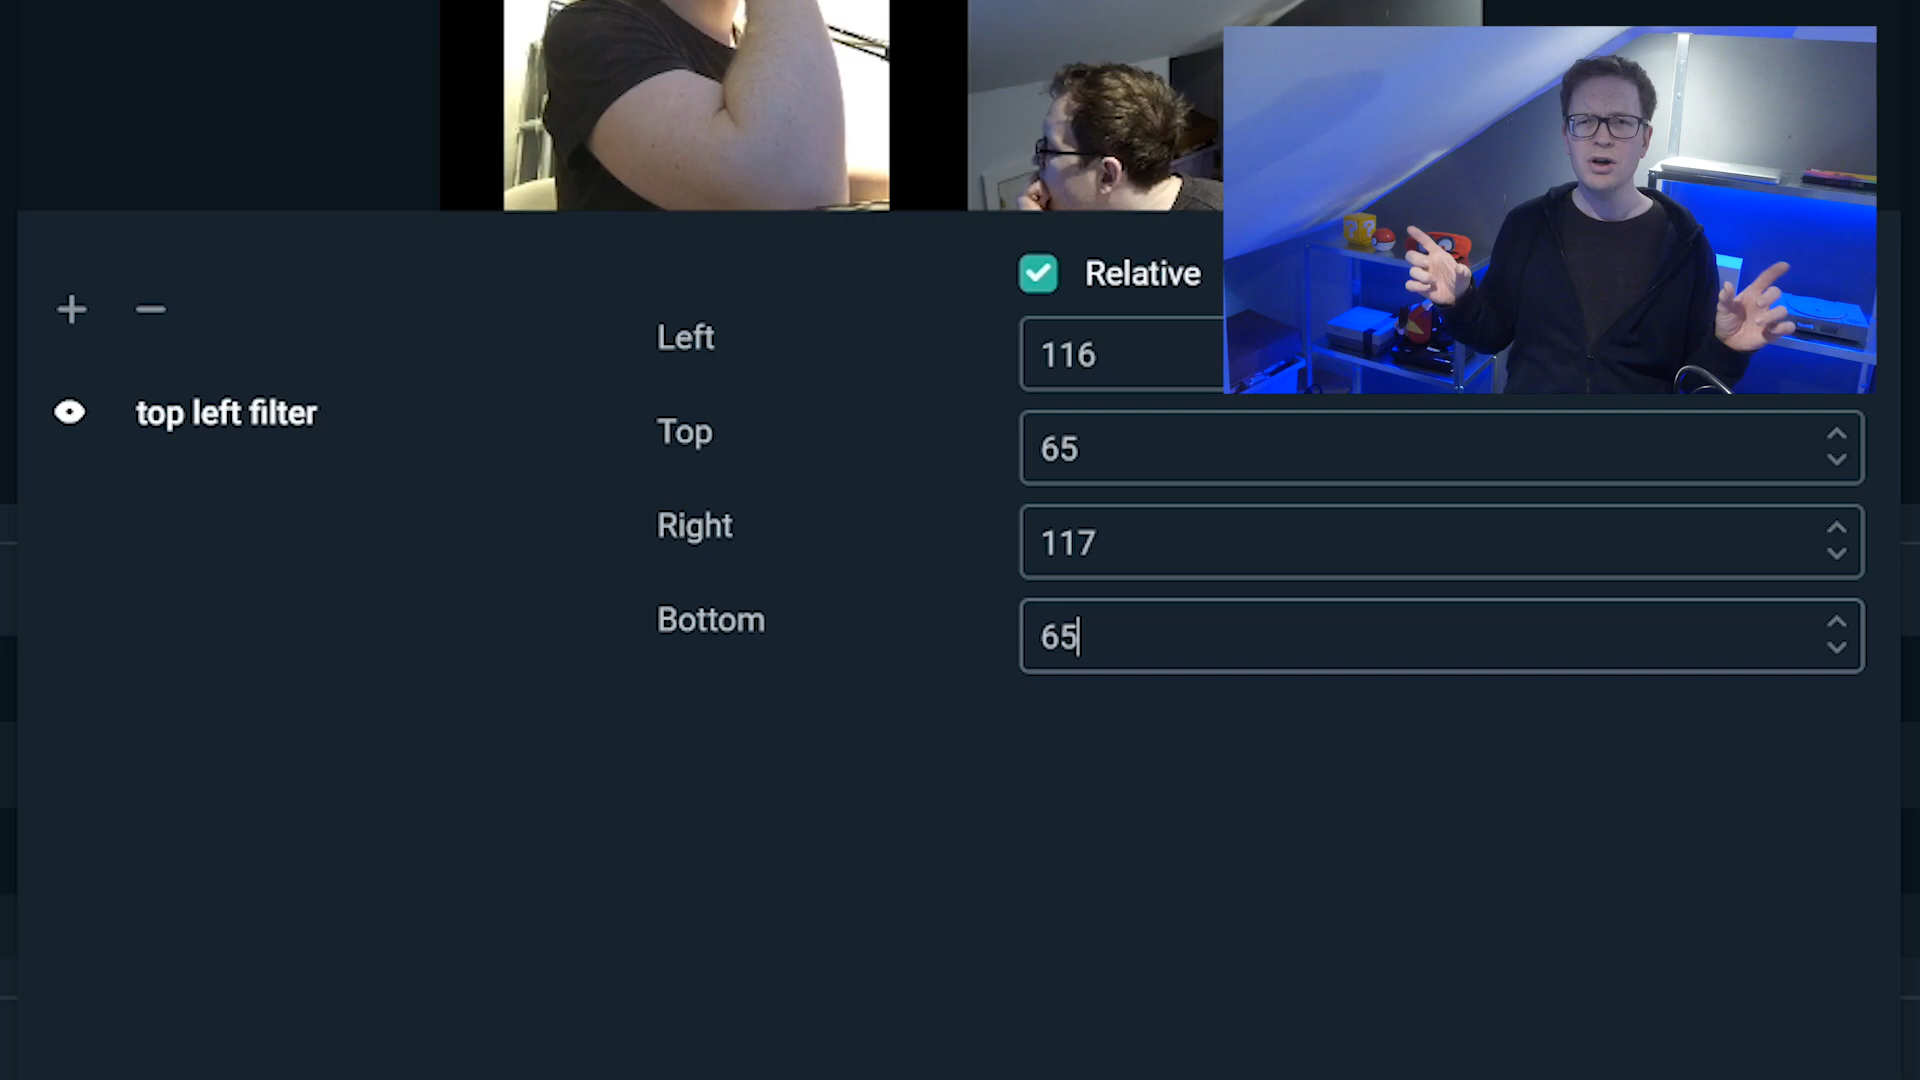 Relative
Left
116
top left filter
Top
65
Right
117
Bottom
65